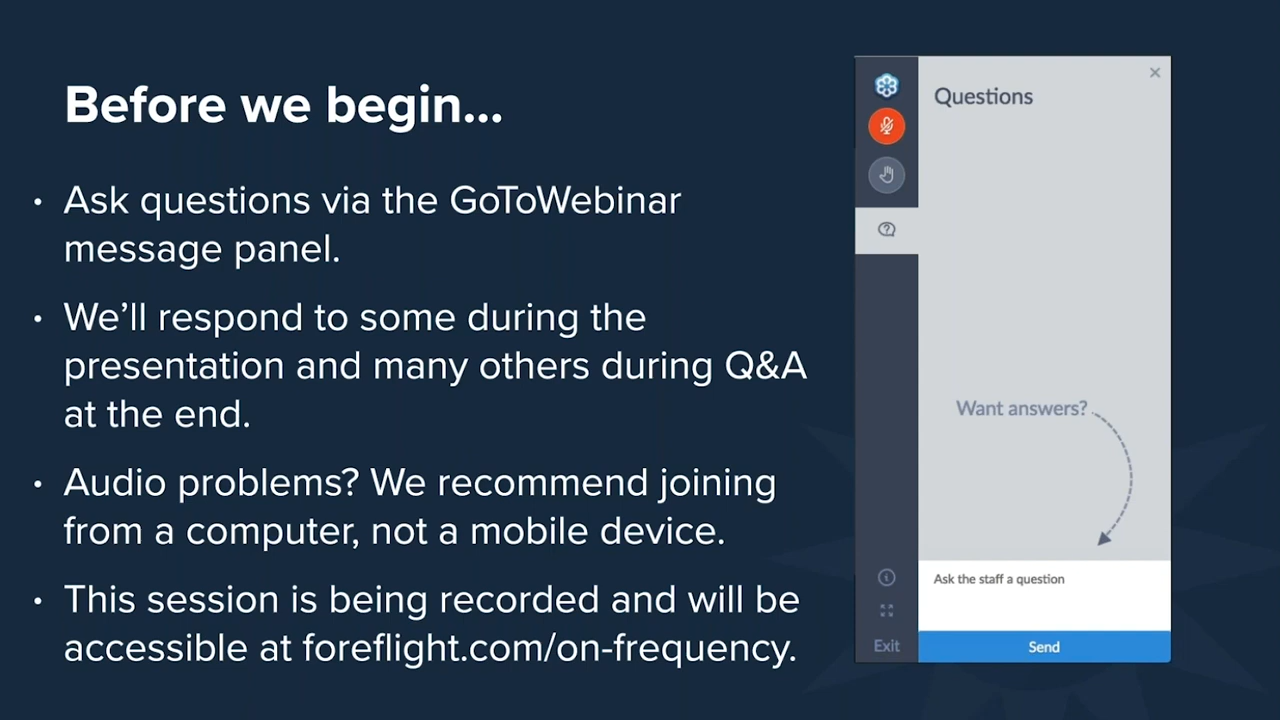 Before we begin...
• Ask questions via the GoToWebinar
message panel.
• We’ll respond to some during the
presentation and many others during Q&A
at the end.
• Audio problems? We recommend joining
from a computer, not a mobile device.
• This session is being recorded and will be
accessible at foreflight.com/on-frequency.
×
Questions
?
Want answers?
Ask the staff a question
i
Exit
Send